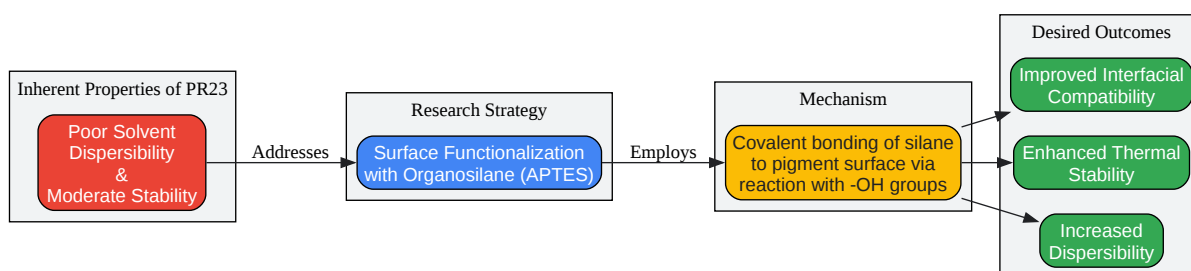 Inherent Properties of PR23
Poor Solvent
Dispersibility
&
Moderate Stability
Addresses
Research Strategy
Surface Functionalization
with Organosilane (APTES)
Employs
Mechanism
Covalent bonding of silane
to pigment surface via
reaction with -OH groups
Desired Outcomes
Improved Interfacial
Compatibility
Enhanced Thermal
Stability
Increased
Dispersibility